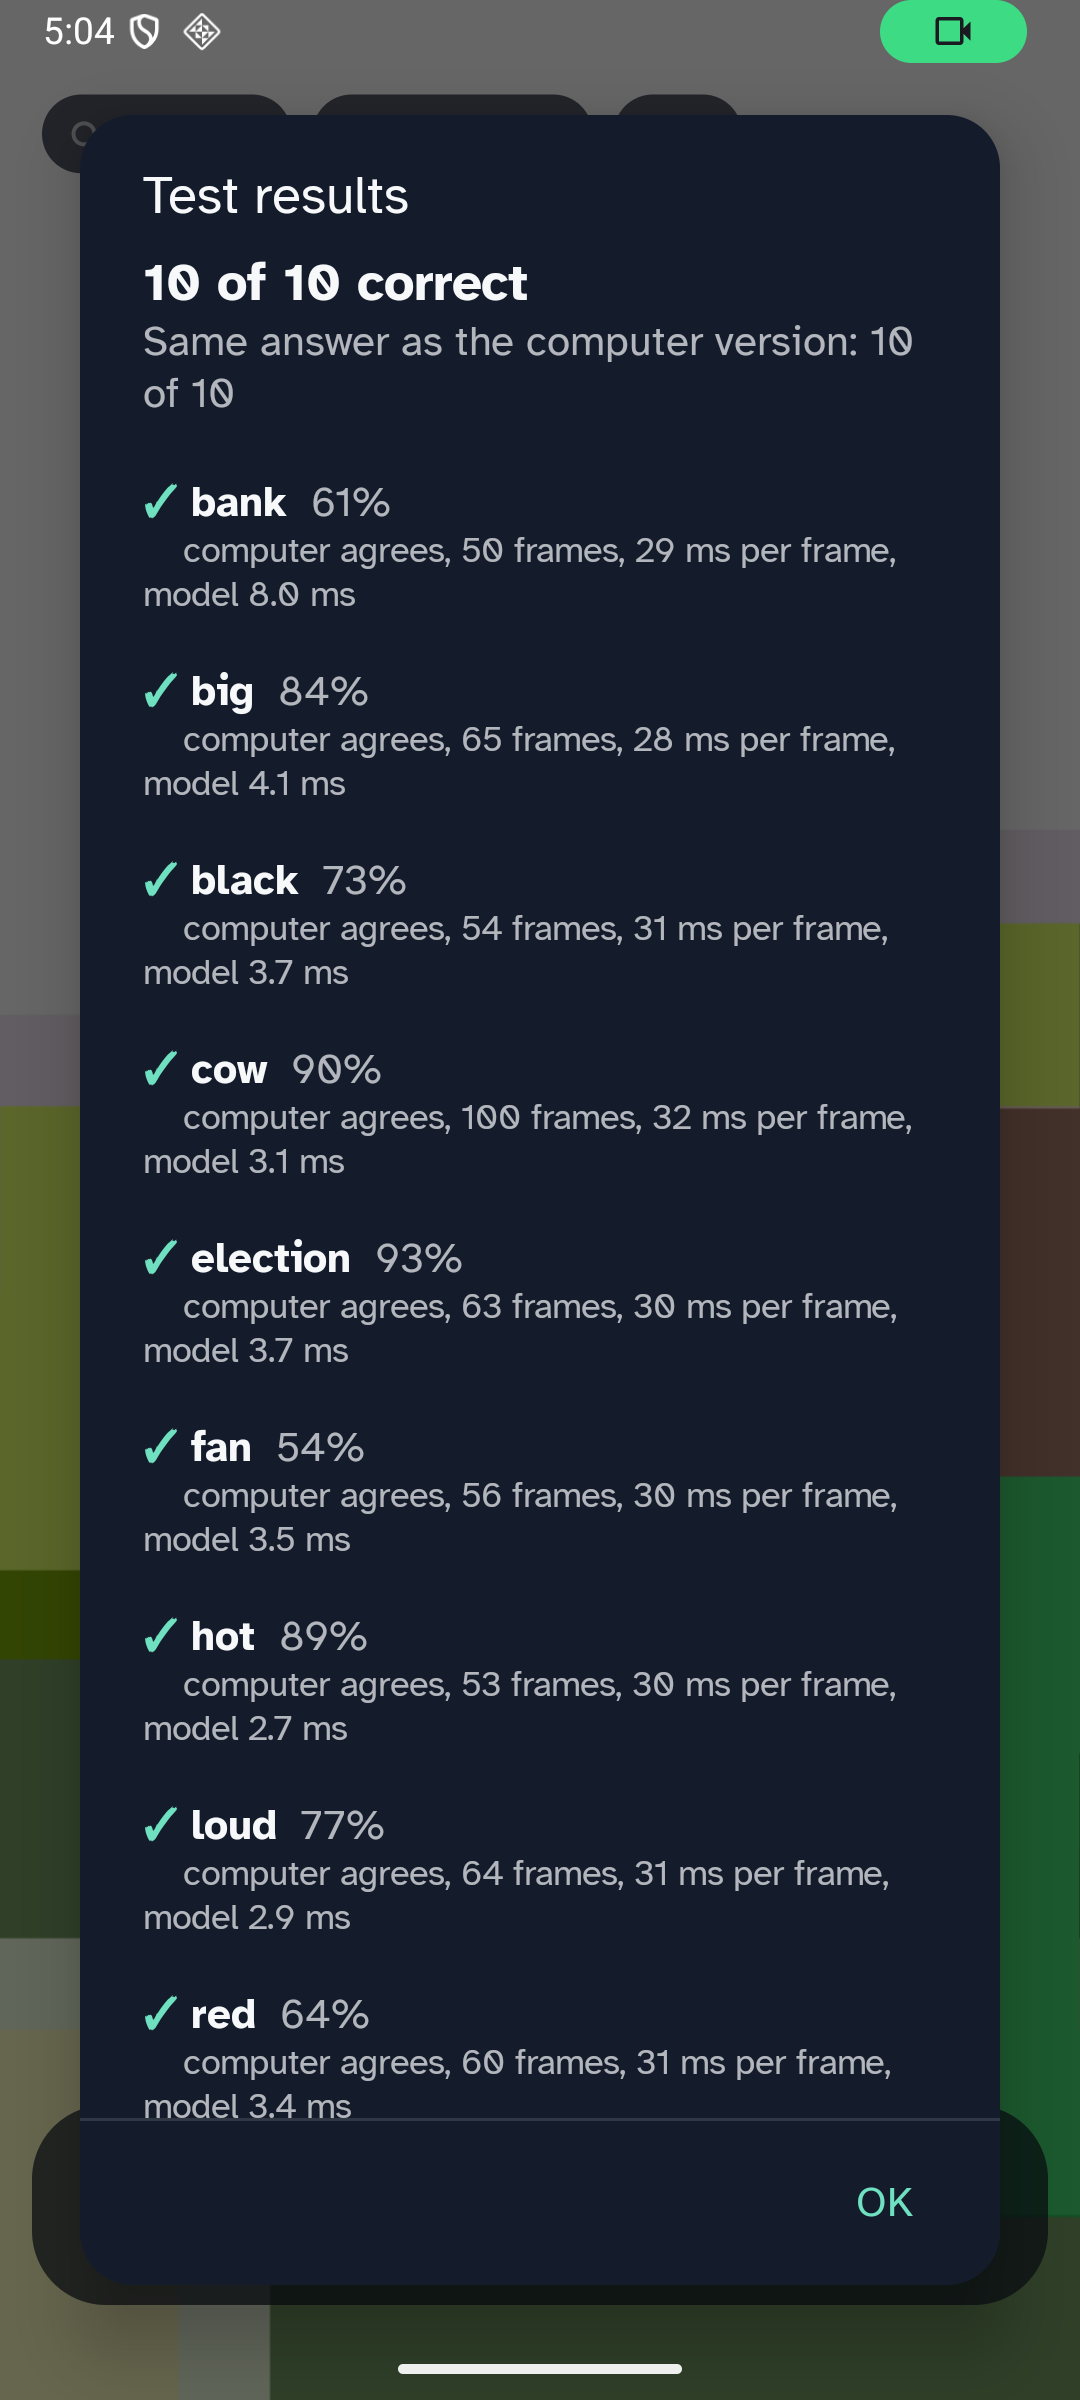 5:04
Test results
10 of 10 correct
Same answer as the computer version: 10
of 10
✓ bank 61%
computer agrees, 50 frames, 29 ms per frame,
model 8.0 ms
✓ big 84%
computer agrees, 65 frames, 28 ms per frame,
model 4.1 ms
✓ black 73%
computer agrees, 54 frames, 31 ms per frame,
model 3.7 ms
✓ cow 90%
computer agrees, 100 frames, 32 ms per frame,
model 3.1 ms
✓ election 93%
computer agrees, 63 frames, 30 ms per frame,
model 3.7 ms
✓ fan 54%
computer agrees, 56 frames, 30 ms per frame,
model 3.5 ms
✓ hot 89%
computer agrees, 53 frames, 30 ms per frame,
model 2.7 ms
✓ loud 77%
computer agrees, 64 frames, 31 ms per frame,
model 2.9 ms
✓ red 64%
computer agrees, 60 frames, 31 ms per frame,
model 3.4 ms
OK